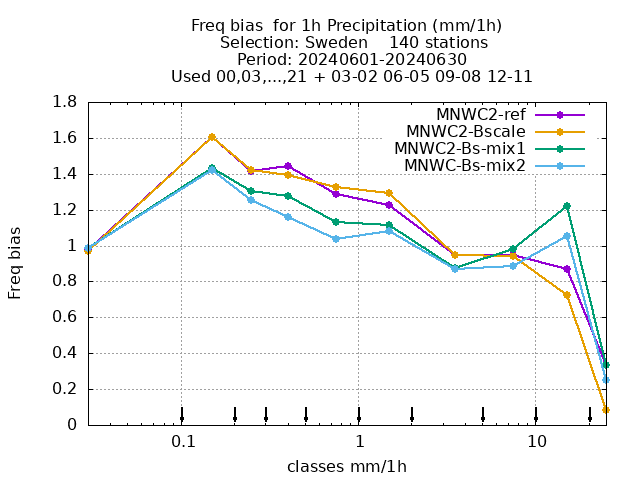 Freq bias  for 1h Precipitation (mm/1h)
Selection: Sweden    140 stations
Period: 20240601-20240630
Used 00,03,...,21 + 03-02 06-05 09-08 12-11
MNWC2-ref
MNWC2-Bscale
MNWC2-Bs-mix1
MNWC-Bs-mix2
Freq bias
1.8
1.6
1.4
1.2
1
0.8
0.6
0.4
0.2
0
0.1 1 10
classes mm/1h